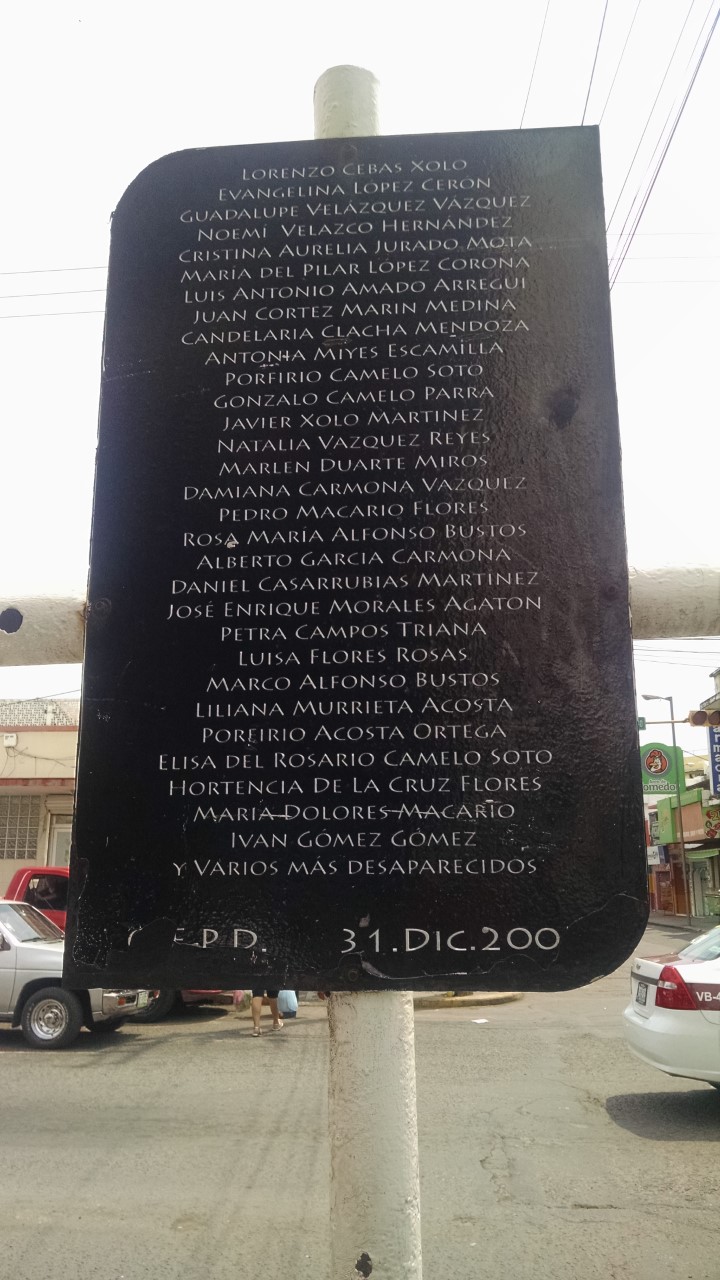 LORENZO CEBAS XOLO
EVANGELINA LÓPEZ CERÓN
GUADALUPE VELÁZQUEZ VÁZQUEZ
NOEMÍ VELAZCO HERNÁNDEZ
CRISTINA AURELIA JURADO MOTA
MARÍA DEL PILAR LÓPEZ CORONA
LUIS ANTONIO AMADO ARREGUI
JUAN CORTEZ MARIN MEDINA
CANDELARIA CLACHA MENDOZA
ANTONIA MIYES ESCAMILLA
PORFIRIO CAMELO SOTO
GONZALO CAMELO PARRA
JAVIER XOLO MARTINEZ
NATALIA VAZQUEZ REYES
MARLEN DUARTE MIROS
DAMIANA CARMONA VAZQUEZ
PEDRO MACARIO FLORES
ROSA MARÍA ALFONSO BUSTOS
ALBERTO GARCIA CARMONA
DANIEL CASARRUBIAS MARTINEZ
JOSÉ ENRIQUE MORALES AGATON
PETRA CAMPOS TRIANA
LUISA FLORES ROSAS
MARCO ALFONSO BUSTOS
LILIANA MURRIETA ACOSTA
PORFIRIO ACOSTA ORTEGA
ELISA DEL ROSARIO CAMELO SOTO
HORTENCIA DE LA CRUZ FLORES
MARIA DOLORES MACARIO
IVAN GÓMEZ GÓMEZ
Y VARIOS MÁS DESAPARECIDOS
P.D. 31.DIC.200